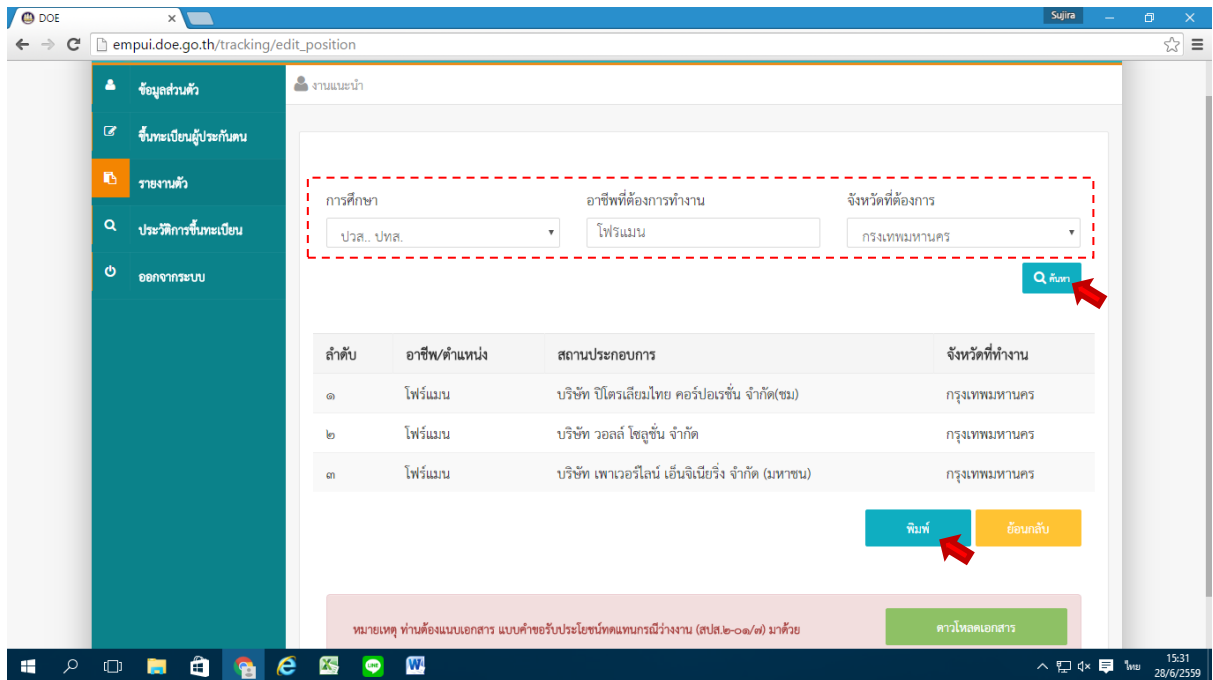 DOE
Sujira
empui.doe.go.th/tracking/edit_position
ข้อมูลส่วนตัว
งานแนะนำ
ขึ้นทะเบียนผู้ประกันตน
รายงานตัว
ประวัติการขึ้นทะเบียน
ออกจากระบบ
การศึกษา อาชีพที่ต้องการทำงาน จังหวัดที่ต้องการ
ปวส.. ปทส. โฟรแมน กรงเทพมหานคร
ค้นหา
ลำดับ อาชีพ/ตำแหน่ง สถานประกอบการ จังหวัดที่ทำงาน
๑ โฟร์แมน บริษัท ปิโตรเลียมไทย คอร์ปอเรชั่น จำกัด(ชม) กรุงเทพมหานคร
๒ โฟร์แมน บริษัท วอลล์ โซลูชั่น จำกัด กรุงเทพมหานคร
๓ โฟร์แมน บริษัท เพาเวอร์ไลน์ เอ็นจิเนียริ่ง จำกัด (มหาชน) กรุงเทพมหานคร
พิมพ์ ย้อนกลับ
หมายเหตุ ท่านต้องแนบเอกสาร แบบคำขอรับประโยชน์ทดแทนกรณีว่างงาน (สปส.๒-๐๑/๗) มาด้วย
ดาวโหลดเอกสาร
ไทย
15:31
28/6/2559